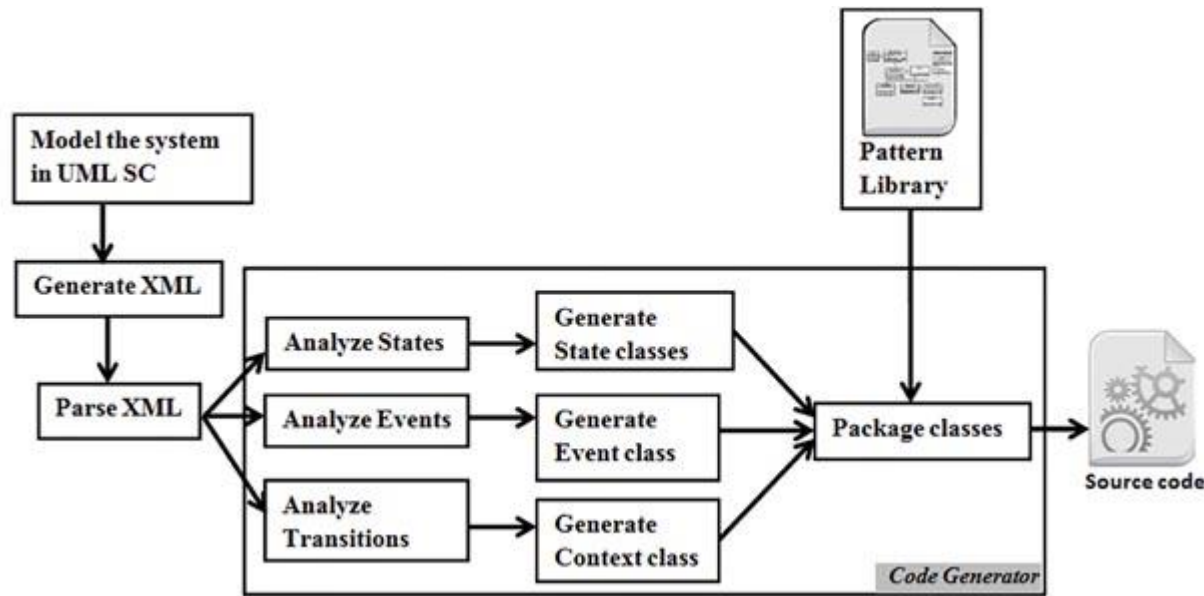 Model the system
in UML SC
Generate XML
Parse XML
Analyze States
Analyze Events
Analyze
Transitions
Generate
State classes
Generate
Event class
Generate
Context class
Pattern
Library
Package classes
Source code
Code Generator